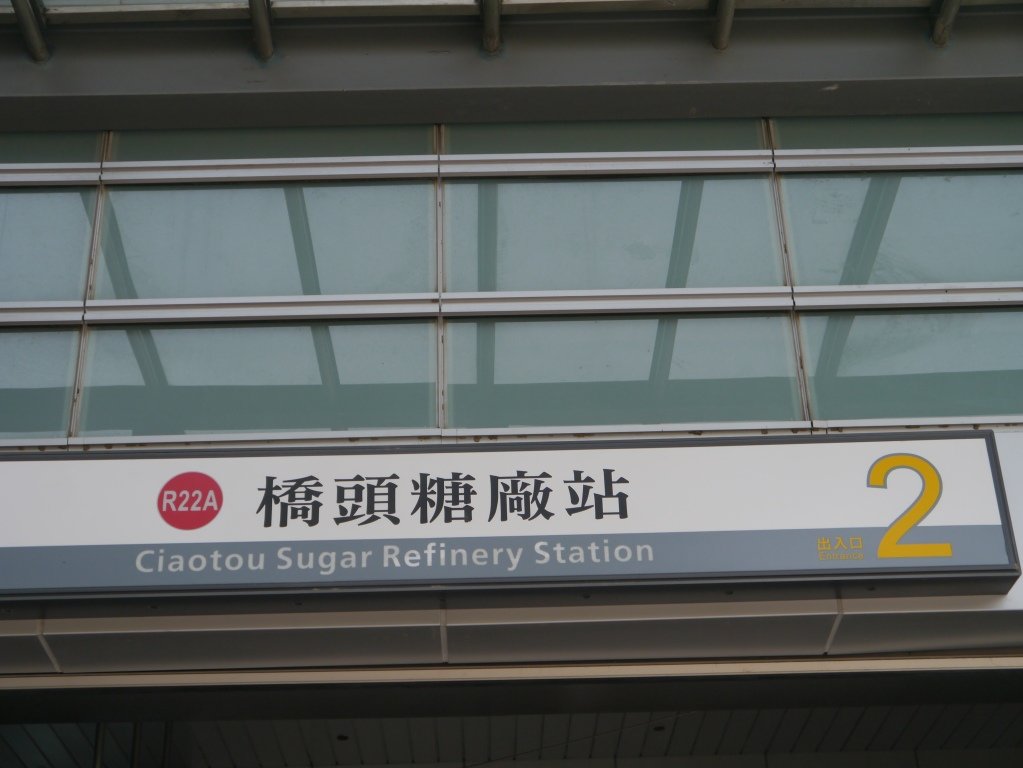 R22A 橋頭糖廠站
Ciaotou Sugar Refinery Station
出入口 2
Entrance